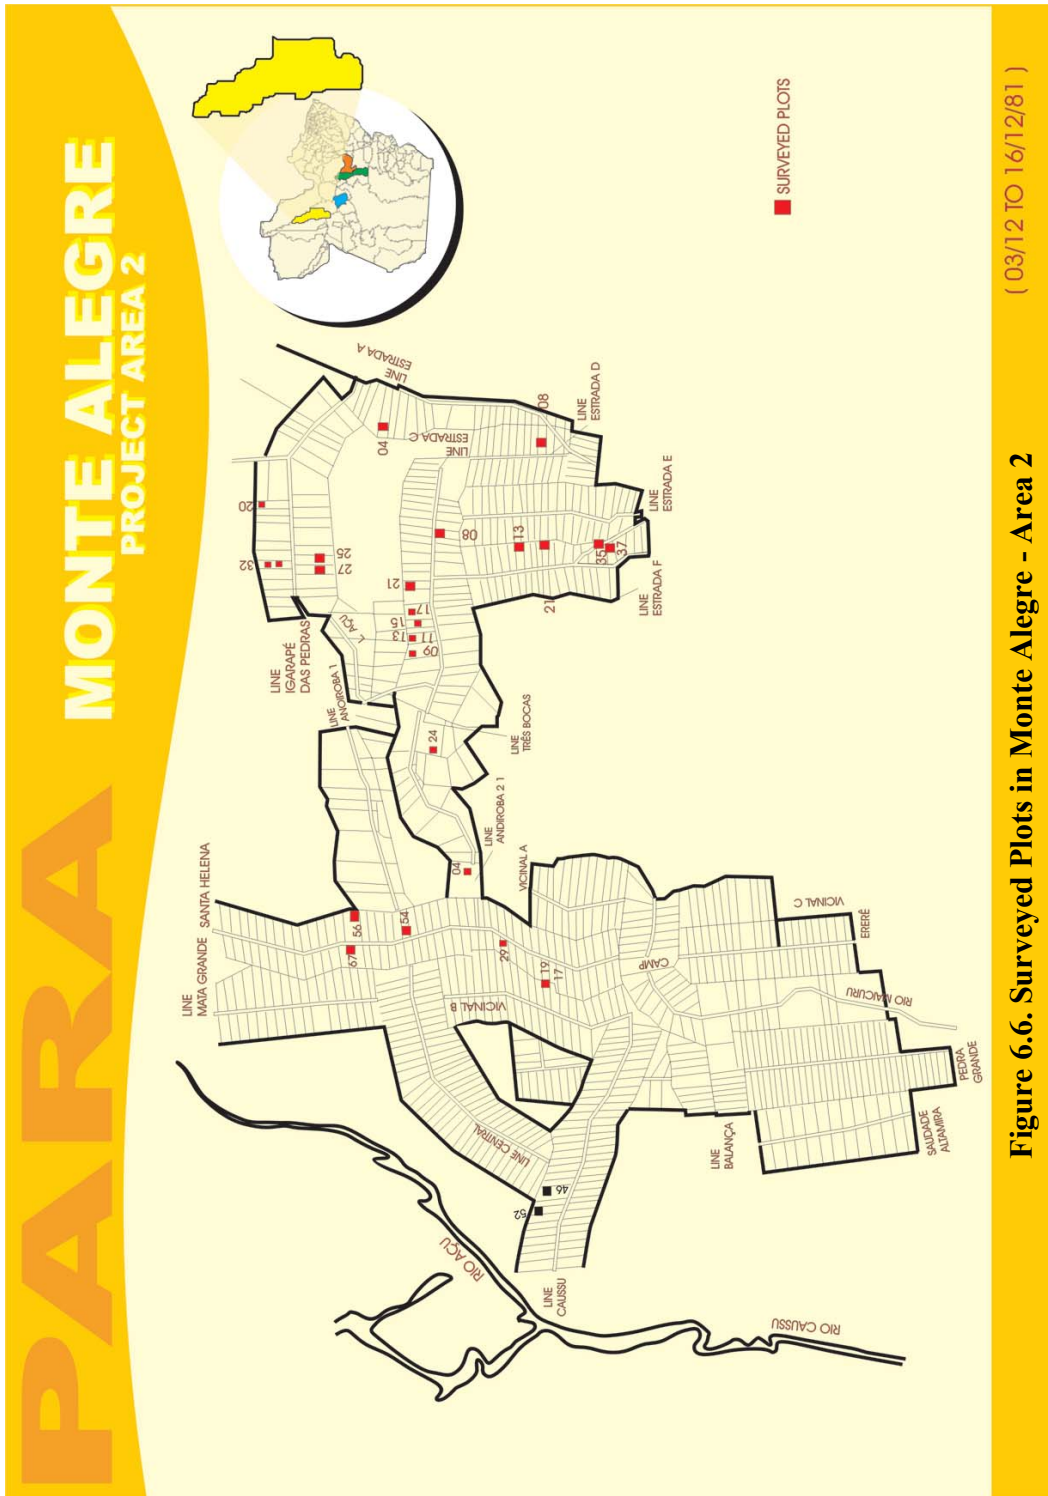 PARA
MONTE ALEGRE
PROJECT AREA 2
LINE
MATA GRANDE
SANTA HELENA
LINE
IGARAPÉ
DAS PEDRAS
LINE
ESTRADA A
32
20
27
25
L. AÇU
LINE
ANOIROBA 1
04
LINE
ESTRADA C
67
56
54
RIO AÇU
21
17
15
13
11
09
08
24
LINE
TRÊS BOCAS
04
LINE
ANDIROBA 2 1
VICINAL A
VICINAL B
LINE CENTRAL
29
19
17
13
21
08
LINE
ESTRADA D
35
37
LINE
ESTRADA E
LINE
ESTRADA F
52
46
LINE
CAUSSU
CAMP
VICINAL C
ERERÊ
RIO MAICURU
LINE
BALANÇA
PEDRA
GRANDE
SAUDADE
ALTAMIRA
RIO CAUSSU
SURVEYED PLOTS
( 03/12 TO 16/12/81 )
Figure 6.6. Surveyed Plots in Monte Alegre - Area 2